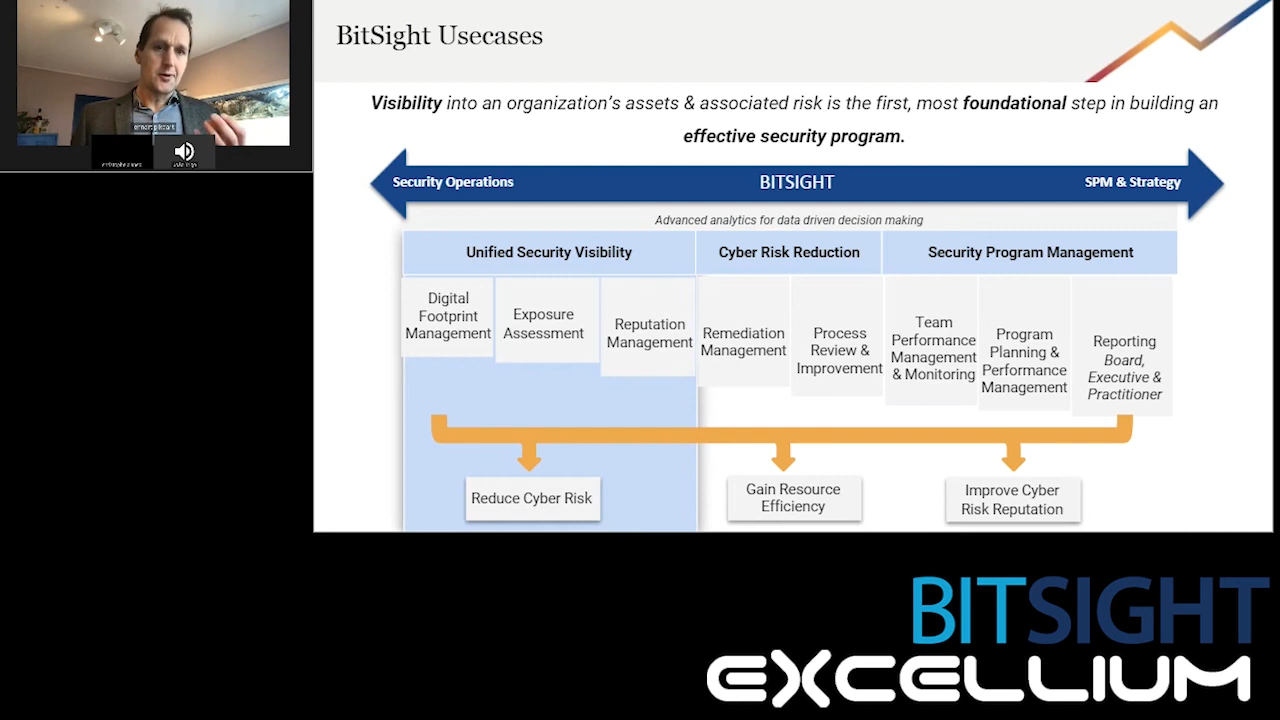 BitSight Usecases
Visibility into an organization's assets & associated risk is the first, most foundational step in building an
effective security program.
Security Operations
BITSIGHT
SPM & Strategy
Advanced analytics for data driven decision making
Unified Security Visibility
Cyber Risk Reduction
Security Program Management
Digital
Footprint
Management
Exposure
Assessment
Reputation
Management
Remediation
Management
Process
Review &
Improvement
Team
Performance
Management
& Monitoring
Program
Planning &
Performance
Management
Reporting
Board,
Executive &
Practitioner
Reduce Cyber Risk
Gain Resource
Efficiency
Improve Cyber
Risk Reputation
BITSIGHT
EXCELLIUM